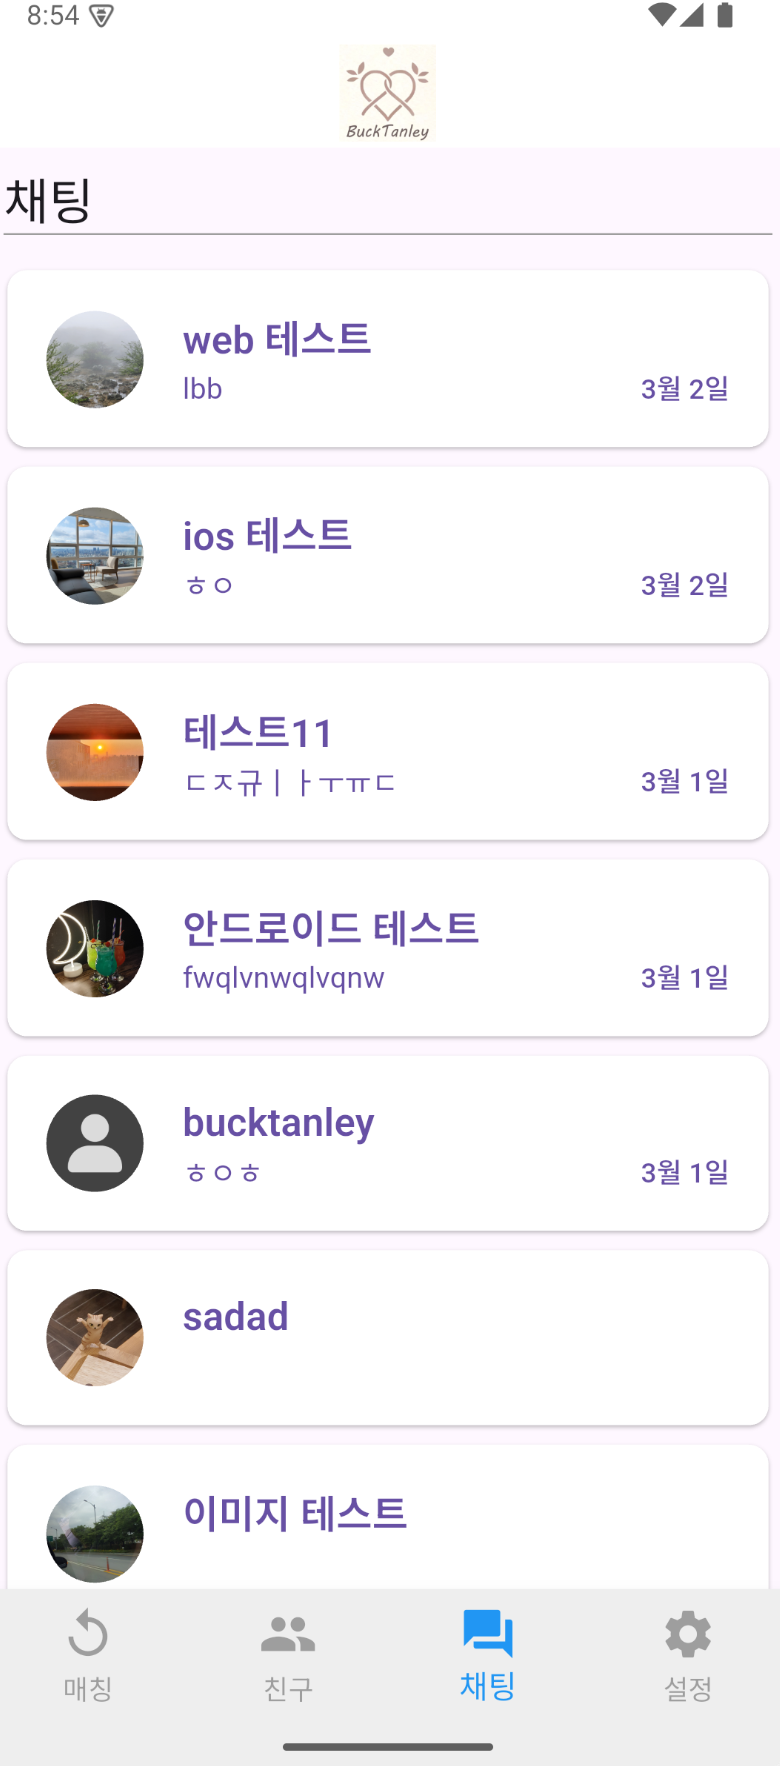 8:54
BuckTanley
채팅
web 테스트
lbb
3월 2일
ios 테스트
ㅎㅇ
3월 2일
테스트11
ㄷㅈ규ㅣㅏㅜㅠㄷ
3월 1일
안드로이드 테스트
fwqlvnwqlvqnw
3월 1일
bucktanley
ㅎㅇㅎ
3월 1일
sadad
이미지 테스트
매칭
친구
채팅
설정